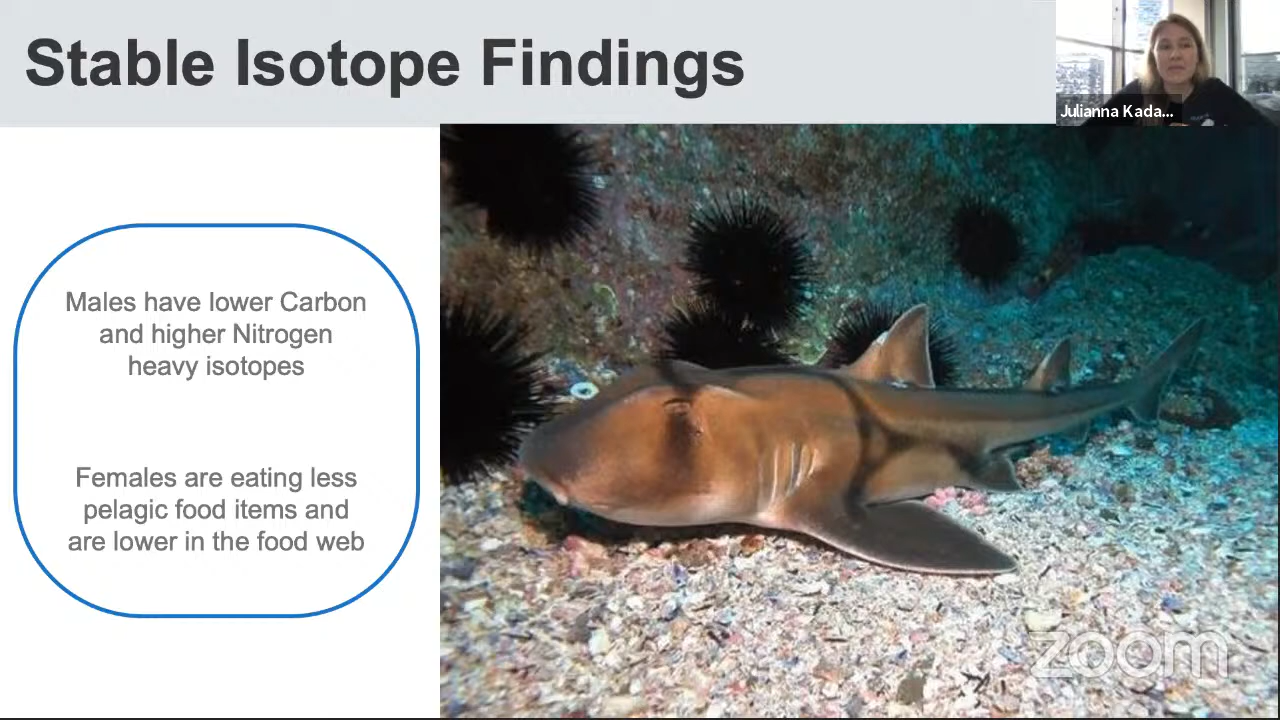 Stable Isotope Findings
Julianna Kada...
Males have lower Carbon
and higher Nitrogen
heavy isotopes
Females are eating less
pelagic food items and
are lower in the food web
zoom